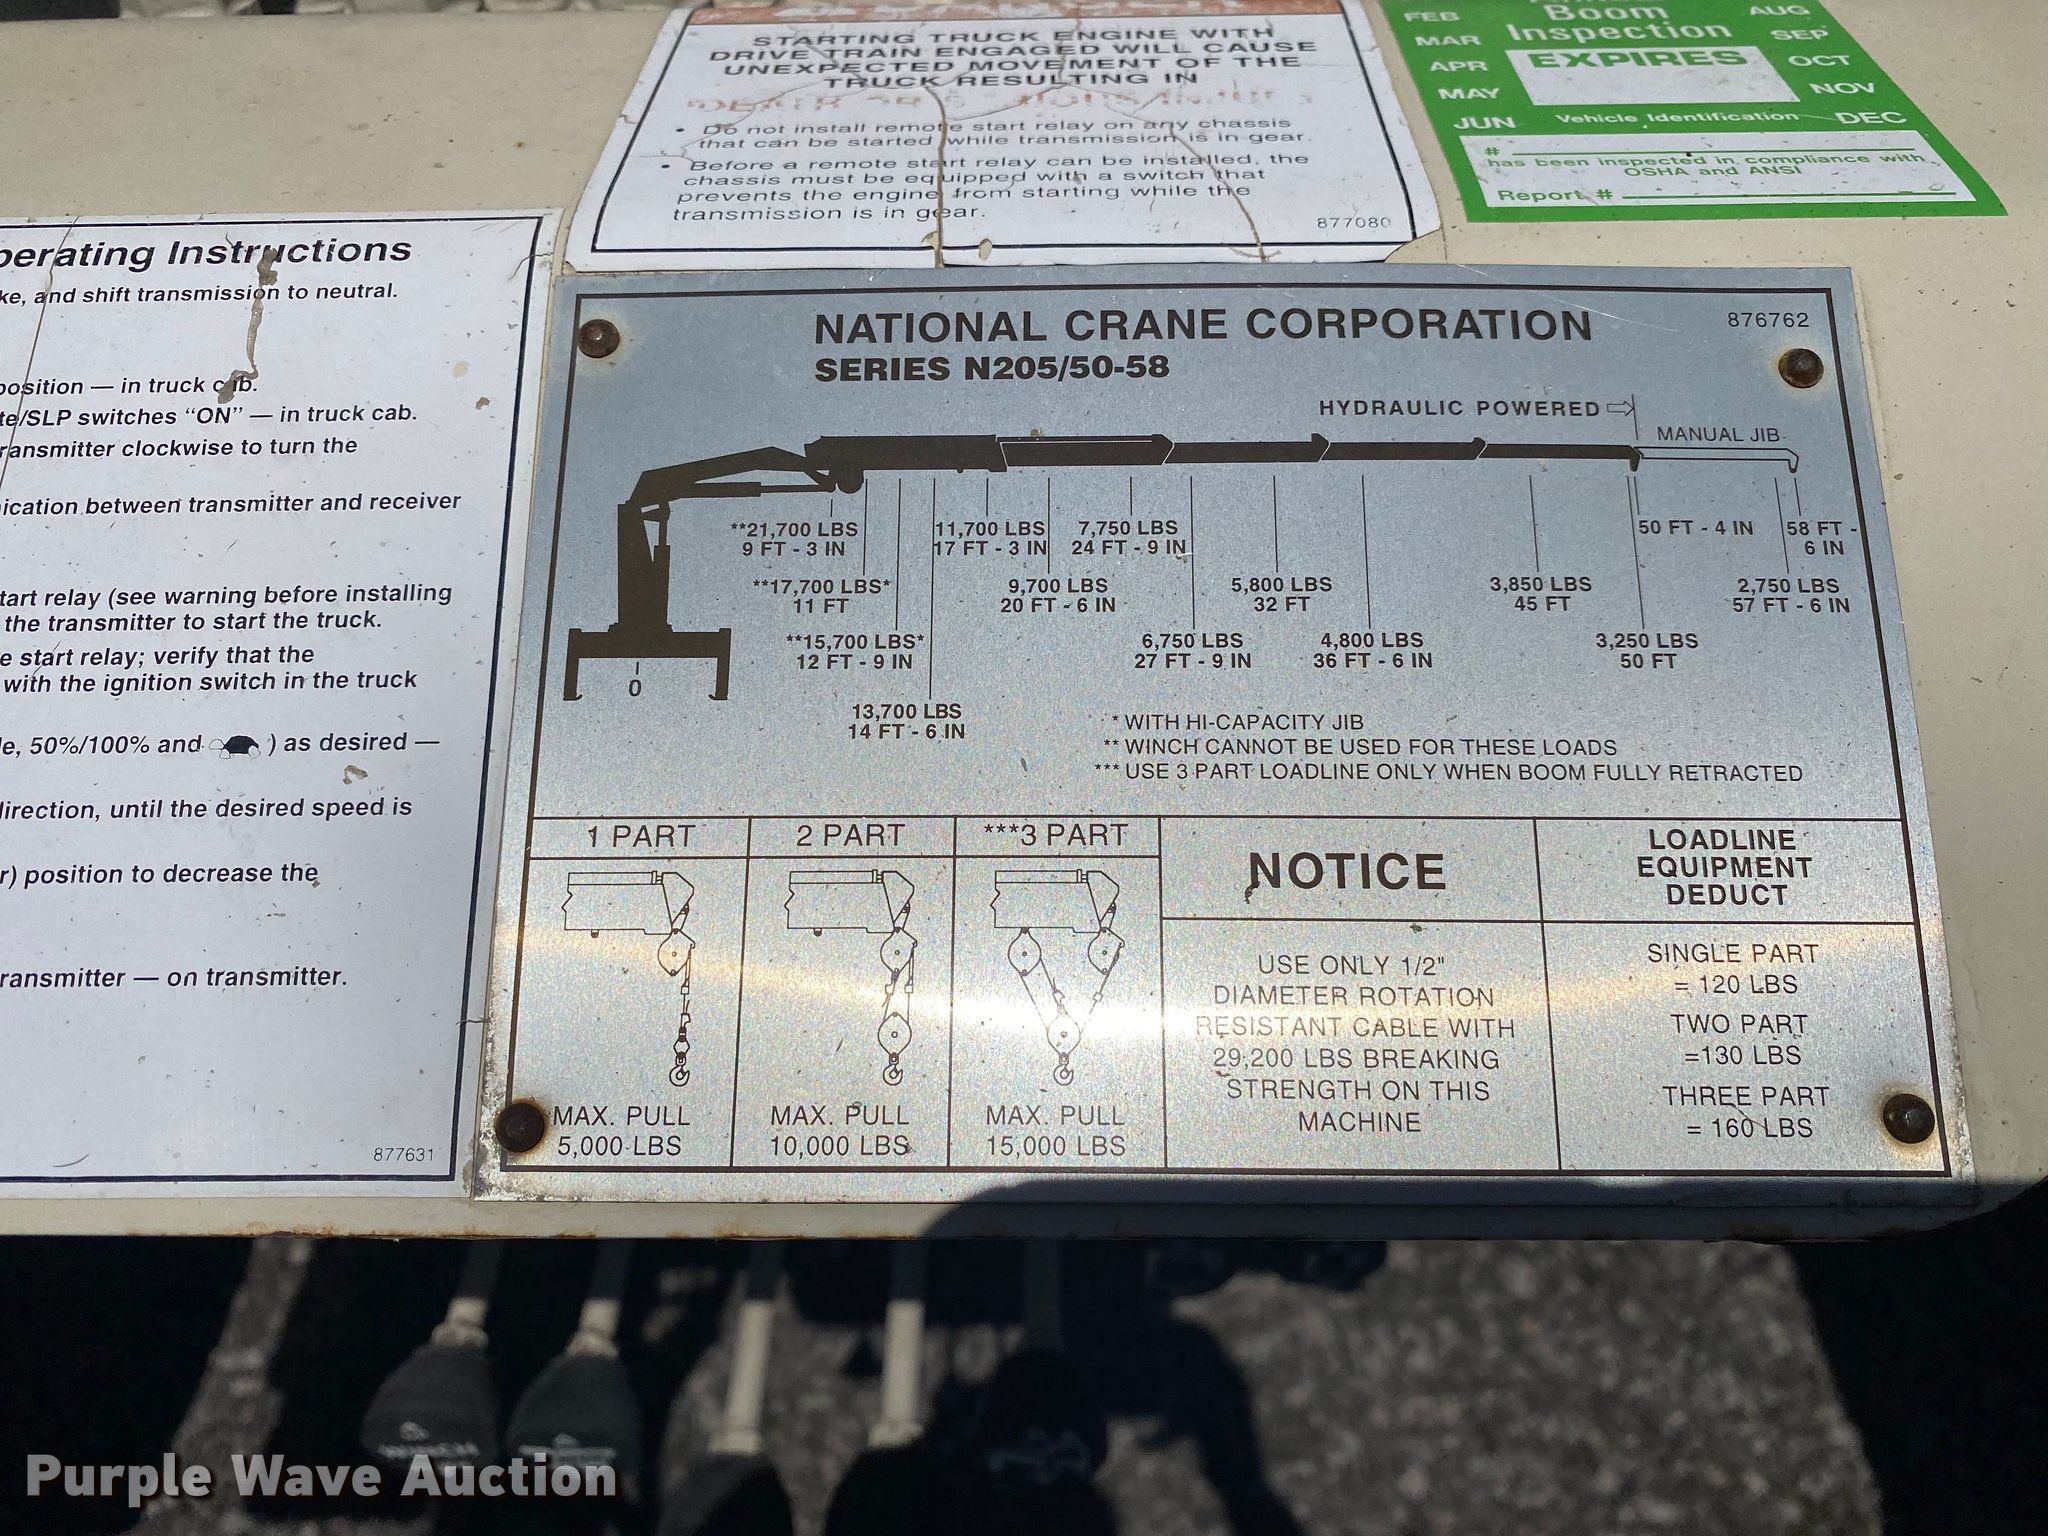 STARTING TRUCK ENGINE WITH
DRIVE TRAIN ENGAGED WILL CAUSE
UNEXPECTED MOVEMENT OF THE
TRUCK RESULTING IN
• Do not install remote start relay on any chassis
that can be started while transmission is in gear.
• Before a remote start relay can be installed, the
chassis must be equipped with a switch that
prevents the engine from starting while the
transmission is in gear.
877080
Boom
Inspection
EXPIRES
FEB
MAR
APR
MAY
JUN
AUG
SEP
OCT
NOV
DEC
Vehicle Identification
#
has been inspected in compliance with
OSHA and ANSI
Report #
perating Instructions
ke, and shift transmission to neutral.
position — in truck cab.
te/SLP switches "ON" — in truck cab.
ransmitter clockwise to turn the
ication between transmitter and receiver
tart relay (see warning before installing
the transmitter to start the truck.
e start relay; verify that the
with the ignition switch in the truck
le, 50%/100% and ) as desired —
direction, until the desired speed is
r) position to decrease the
ransmitter — on transmitter.
877631
NATIONAL CRANE CORPORATION
876762
SERIES N205/50-58
HYDRAULIC POWERED
MANUAL JIB
**21,700 LBS
9 FT - 3 IN
11,700 LBS
17 FT - 3 IN
7,750 LBS
24 FT - 9 IN
50 FT - 4 IN
58 FT -
6 IN
**17,700 LBS*
11 FT
9,700 LBS
20 FT - 6 IN
5,800 LBS
32 FT
3,850 LBS
45 FT
2,750 LBS
57 FT - 6 IN
**15,700 LBS*
12 FT - 9 IN
6,750 LBS
27 FT - 9 IN
4,800 LBS
36 FT - 6 IN
3,250 LBS
50 FT
0
13,700 LBS
14 FT - 6 IN
* WITH HI-CAPACITY JIB
** WINCH CANNOT BE USED FOR THESE LOADS
*** USE 3 PART LOADLINE ONLY WHEN BOOM FULLY RETRACTED
1 PART
MAX. PULL
5,000 LBS
2 PART
MAX. PULL
10,000 LBS
***3 PART
MAX. PULL
15,000 LBS
NOTICE
USE ONLY 1/2"
DIAMETER ROTATION
RESISTANT CABLE WITH
29,200 LBS BREAKING
STRENGTH ON THIS
MACHINE
LOADLINE
EQUIPMENT
DEDUCT
SINGLE PART
= 120 LBS
TWO PART
=130 LBS
THREE PART
= 160 LBS
Purple Wave Auction